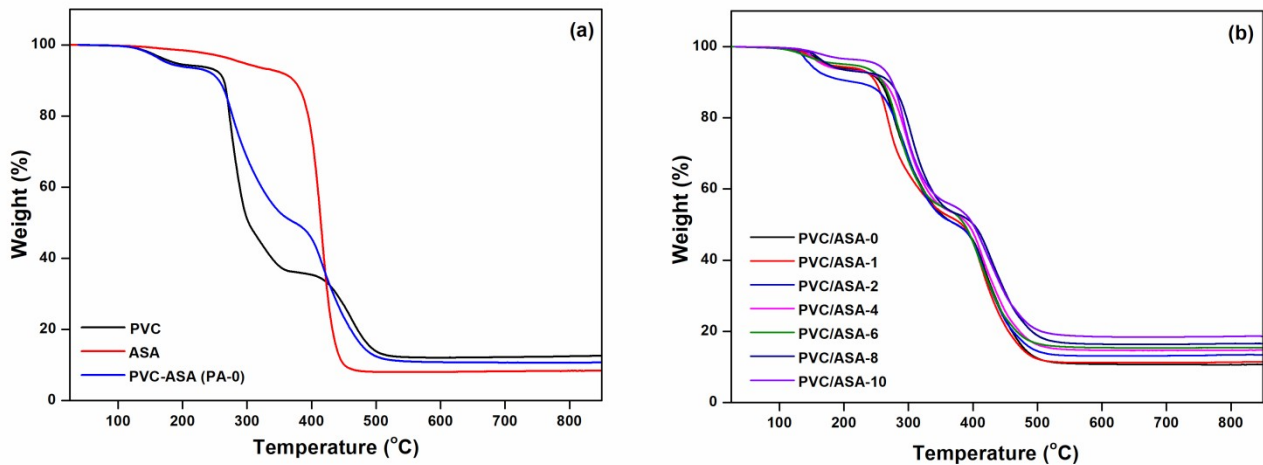 (a)
100
80
60
40
20
0
Weight (%)
PVC
ASA
PVC-ASA (PA-0)
100 200 300 400 500 600 700 800
Temperature (°C)
(b)
100
80
60
40
20
0
Weight (%)
PVC/ASA-0
PVC/ASA-1
PVC/ASA-2
PVC/ASA-4
PVC/ASA-6
PVC/ASA-8
PVC/ASA-10
100 200 300 400 500 600 700 800
Temperature (°C)